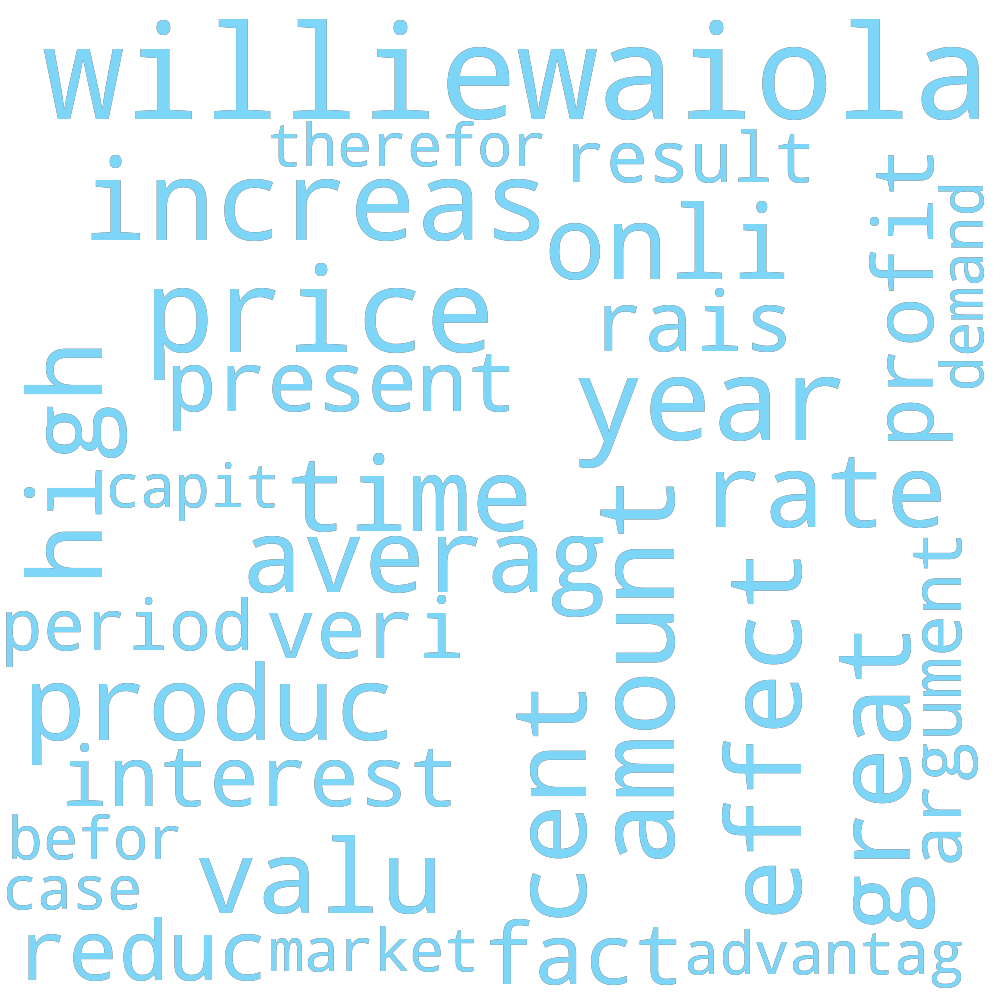 williewaiola
therefor
result
increas
onli
profit
demand
price
rais
present
year
high
capit
time
rate
averag
amount
effect
argument
period
veri
great
produc
cent
interest
befor
valu
case
reduc
market
fact
advantag